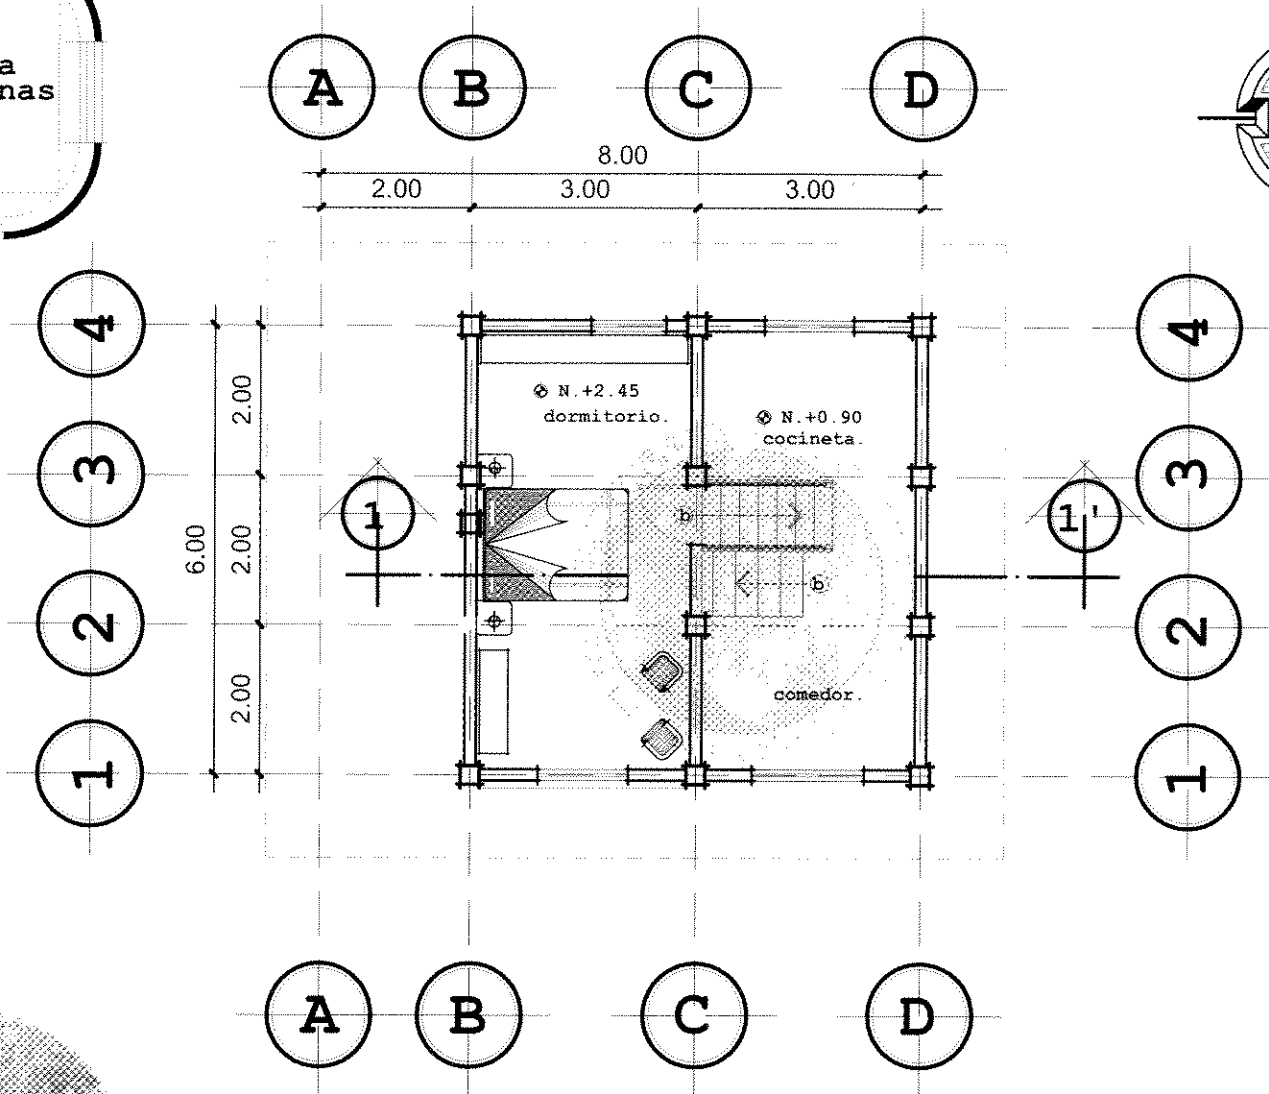 a
nas
A B C D
8.00
2.00 3.00 3.00
4 4
3 3
2 2
1 1
2.00
2.00
2.00
6.00
N.+2.45
dormitorio.
N.+0.90
cocineta.
1 1'
b
b
comedor.
A B C D